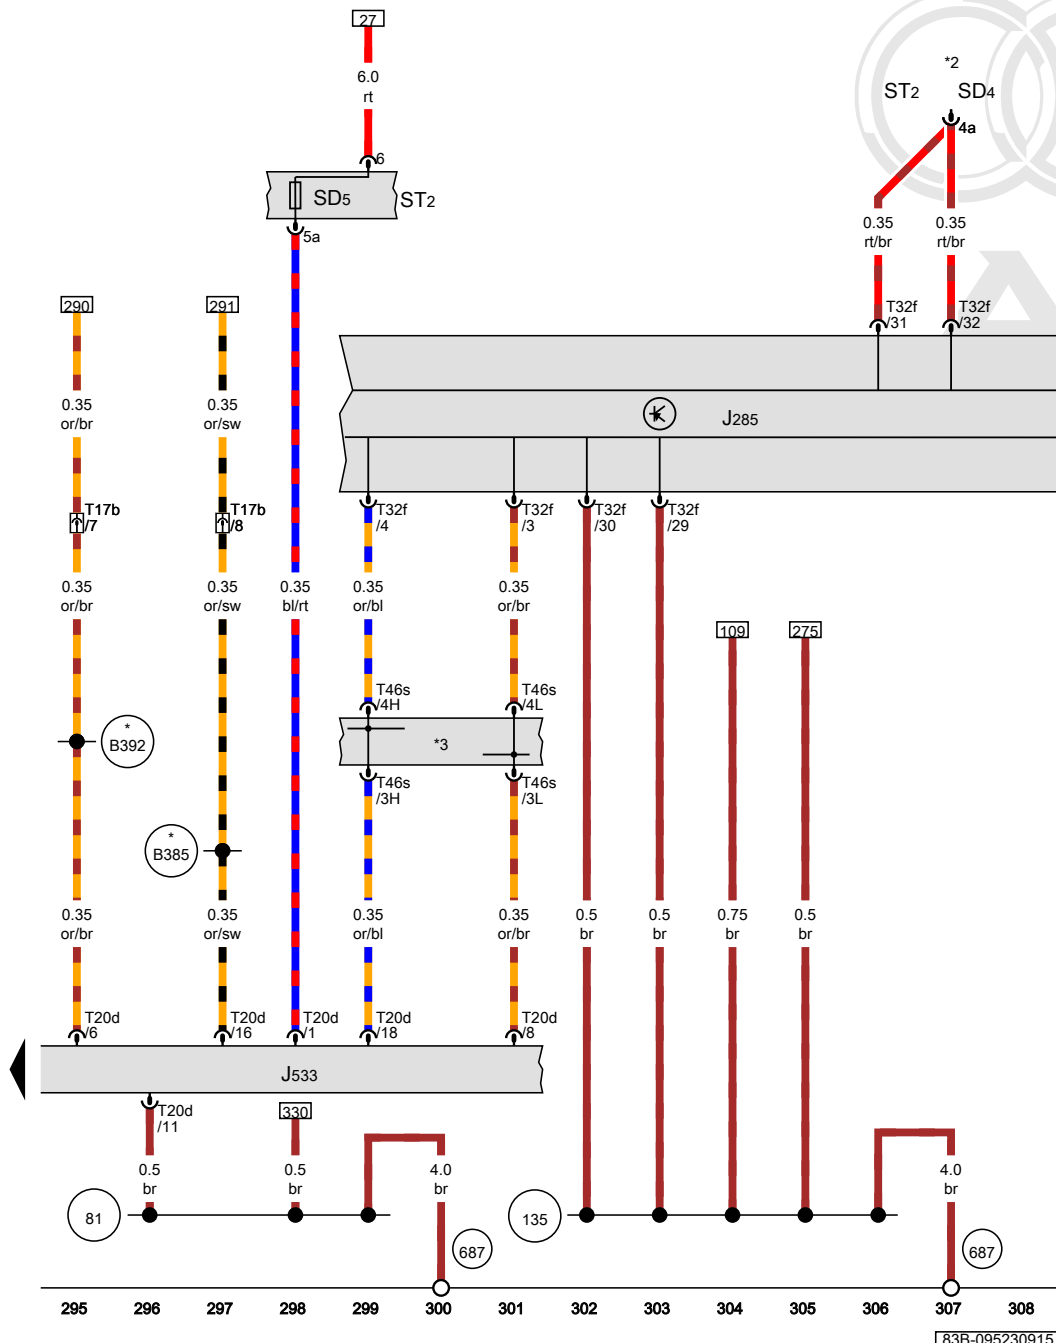 27
6.0
rt
6
SD5
ST2
5a
*2
ST2
SD4
4a
0.35
rt/br
0.35
rt/br
T32f
/31
T32f
/32
290
291
J285
0.35
or/br
0.35
or/sw
T17b
/7
T17b
/8
T32f
/4
T32f
/3
T32f
/30
T32f
/29
0.35
or/br
0.35
or/sw
0.35
bl/rt
0.35
or/bl
0.35
or/br
109
275
T46s
/4H
T46s
/4L
*
B392
*3
T46s
/3H
T46s
/3L
*
B385
0.35
or/br
0.35
or/sw
0.35
or/bl
0.35
or/br
0.5
br
0.5
br
0.75
br
0.5
br
T20d
/6
T20d
/16
T20d
/1
T20d
/18
T20d
/8
J533
T20d
/11
330
0.5
br
0.5
br
4.0
br
4.0
br
81
135
687
687
295 296 297 298 299 300 301 302 303 304 305 306 307 308
83B-095230915